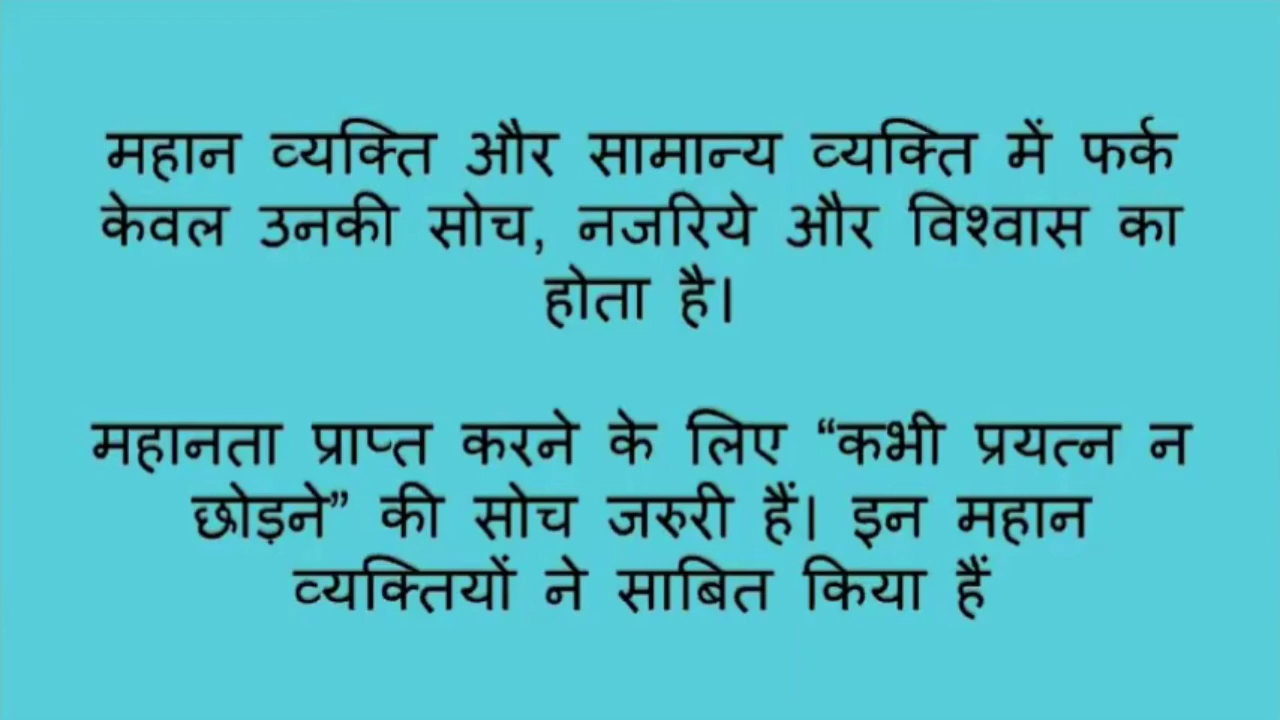 महान व्यक्ति और सामान्य व्यक्ति में फर्क
केवल उनकी सोच, नजरिये और विश्वास का
होता है।
महानता प्राप्त करने के लिए “कभी प्रयत्न न
छोड़ने” की सोच जरुरी हैं। इन महान
व्यक्तियों ने साबित किया हैं